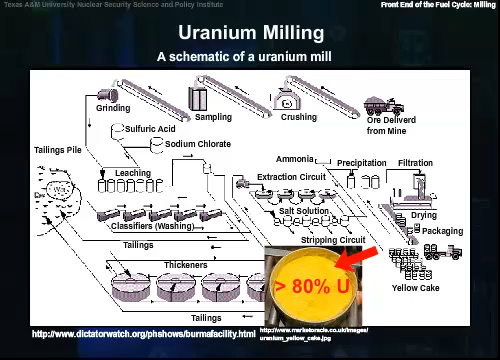 Texas A&M University Nuclear Security Science and Policy Institute
Front End of the Fuel Cycle: Milling
Uranium Milling
A schematic of a uranium mill
Grinding
Sampling
Crushing
Ore Deliverd
from Mine
Sulfuric Acid
Sodium Chlorate
Tailings Pile
Leaching
Ammonia
Precipitation
Filtration
Extraction Circuit
Salt Solution
Drying
Classifiers (Washing)
Packaging
Stripping Circuit
Tailings
Thickeners
> 80% U
Yellow Cake
Tailings
http://www.dictatorwatch.org/phshows/burmafacility.html
http://www.marketoracle.co.uk/images/
uranium_yellow_cake.jpg